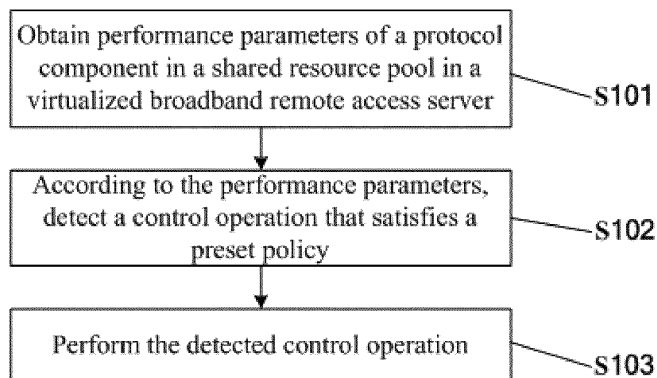 Obtain performance parameters of a protocol
component in a shared resource pool in a
virtualized broadband remote access server
S101
According to the performance parameters,
detect a control operation that satisfies a
preset policy
S102
Perform the detected control operation
S103